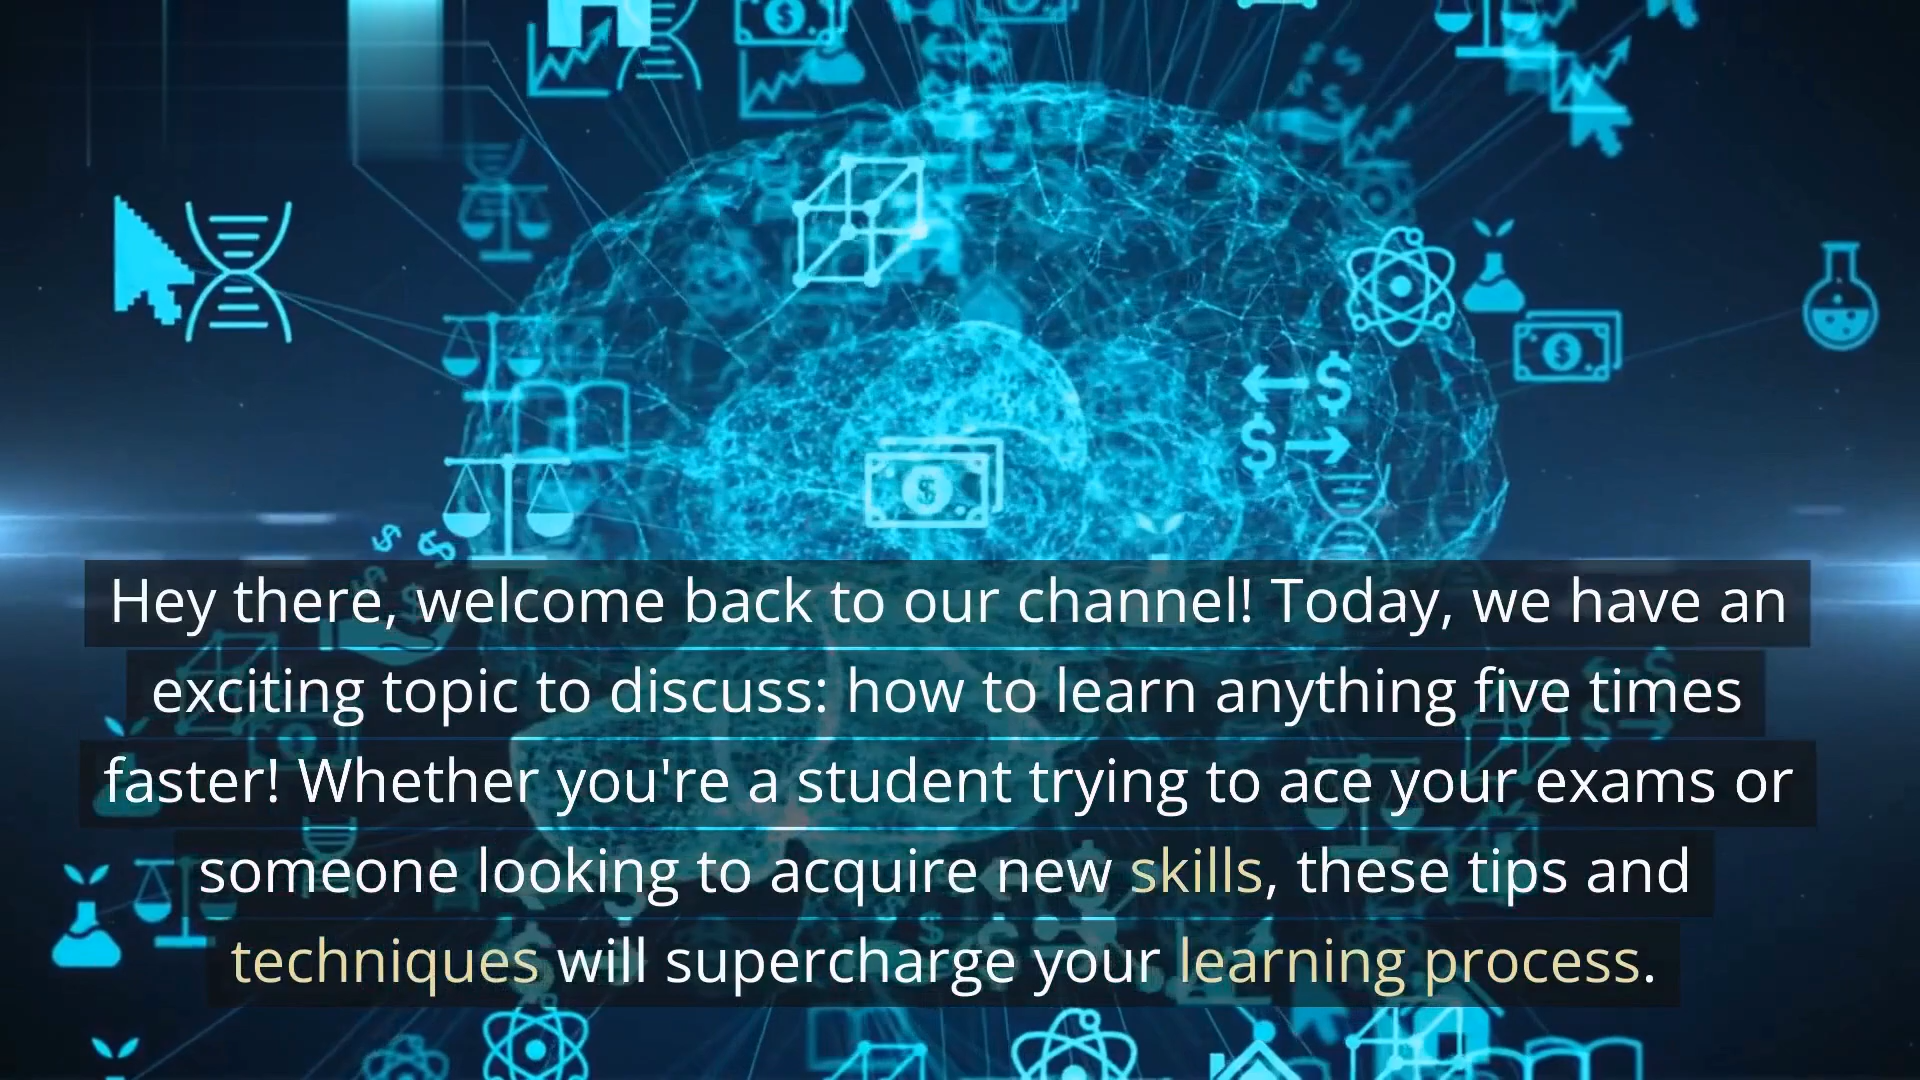 Hey there, welcome back to our channel! Today, we have an
exciting topic to discuss: how to learn anything five times
faster! Whether you're a student trying to ace your exams or
someone looking to acquire new skills, these tips and
techniques will supercharge your learning process.